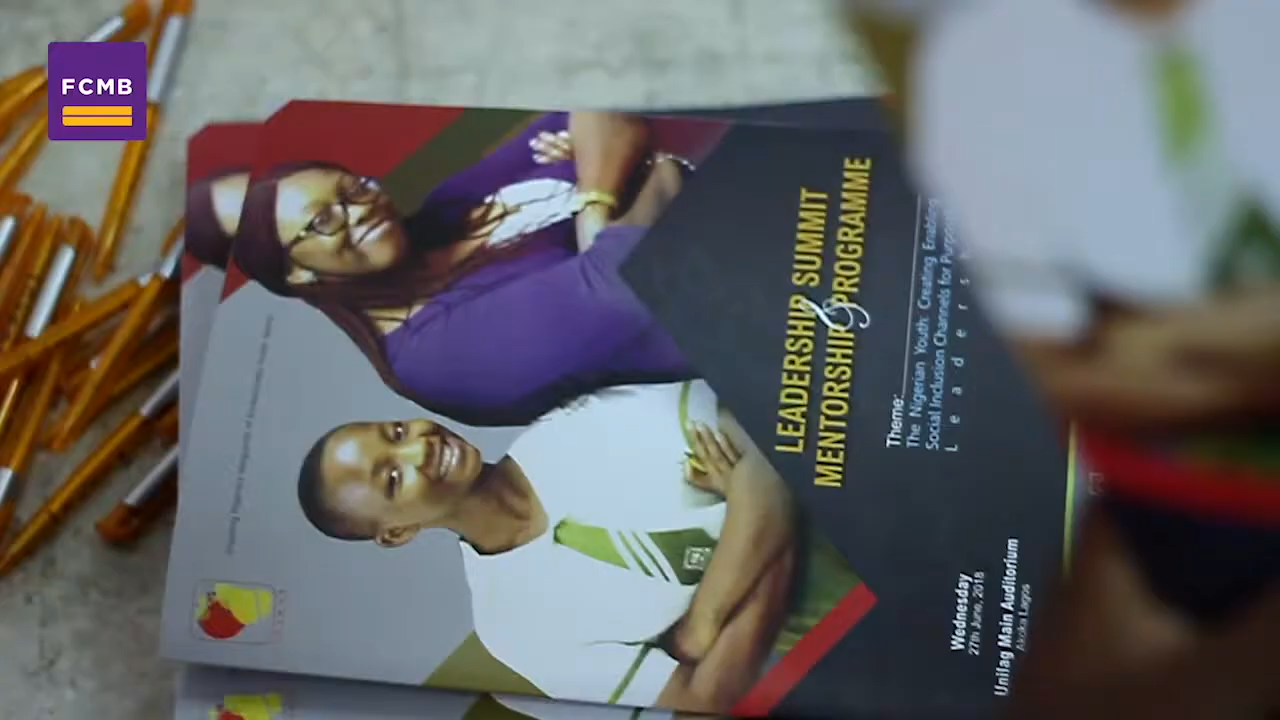 FCMB
LEADERSHIP SUMMIT
&
MENTORSHIP PROGRAMME
Theme:
The Nigerian Youth: Creating Enabling
Social Inclusion Channels for
L e a d e r s
Wednesday
27th June, 2018
Unilag Main Auditorium
Akoka Lagos